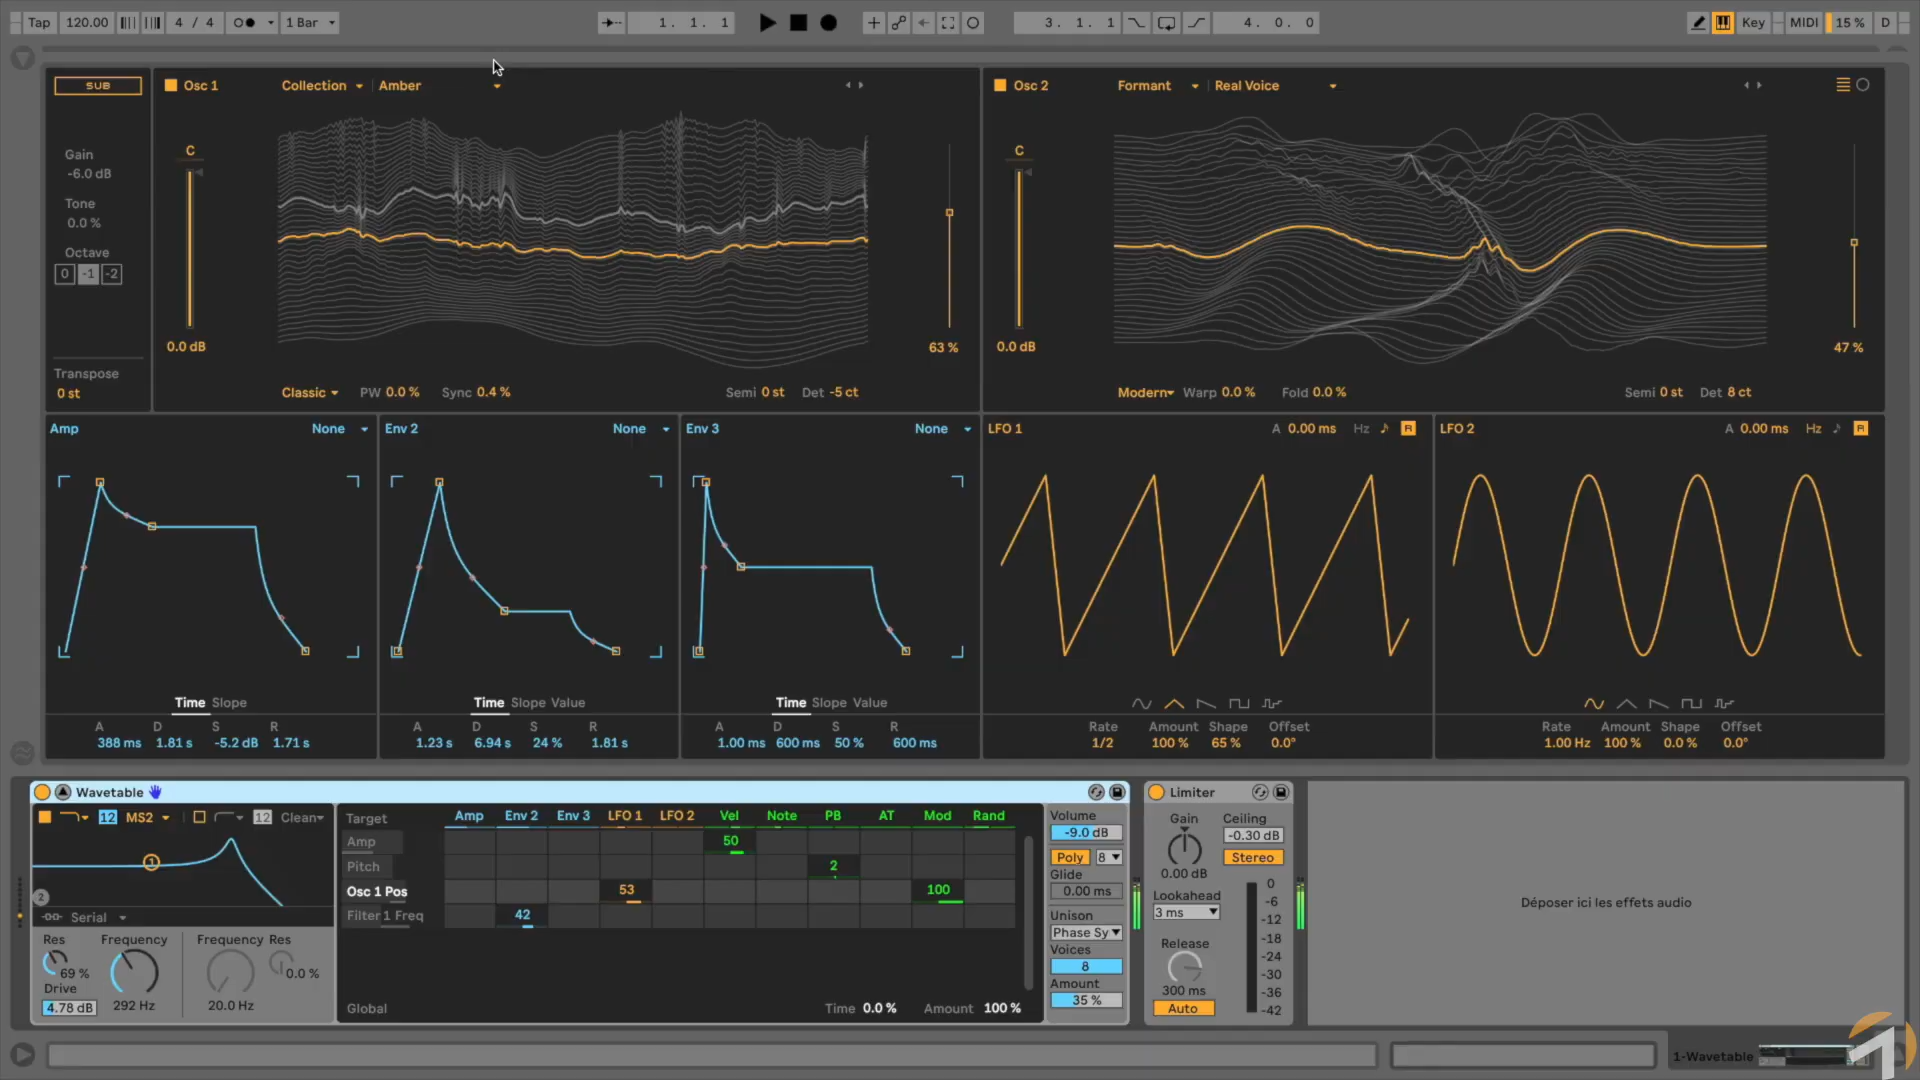 Tap 120.00 4 / 4 1 Bar 1. 1. 1 3. 1. 1 4. 0. 0 Key MIDI 15 % D
SUB
Gain
-6.0 dB
Tone
0.0 %
Octave
0 -1 -2
Transpose
0 st
Osc 1 Collection Amber
C
0.0 dB
63 %
Classic PW 0.0 % Sync 0.4 % Semi 0 st Det -5 ct
Osc 2 Formant Real Voice
C
0.0 dB
47 %
Modern Warp 0.0 % Fold 0.0 % Semi 0 st Det 8 ct
Amp None
Time Slope
A D S R
388 ms 1.81 s -5.2 dB 1.71 s
Env 2 None
Time Slope Value
A D S R
1.23 s 6.94 s 24 % 1.81 s
Env 3 None
Time Slope Value
A D S R
1.00 ms 600 ms 50 % 600 ms
LFO 1 A 0.00 ms Hz R
Rate Amount Shape Offset
1/2 100 % 65 % 0.0°
LFO 2 A 0.00 ms Hz R
Rate Amount Shape Offset
1.00 Hz 100 % 0.0 % 0.0°
Wavetable
12 MS2 12 Clean
1
2
Serial
Res Frequency Frequency Res
69 % 0.0 %
Drive
4.78 dB 292 Hz 20.0 Hz
Target Amp Env 2 Env 3 LFO 1 LFO 2 Vel Note PB AT Mod Rand
Amp 50
Pitch 2
Osc 1 Pos 53 100
Filter 1 Freq 42
Global Time 0.0 % Amount 100 %
Volume
-9.0 dB
Poly 8
Glide
0.00 ms
Unison
Phase Sy
Voices
8
Amount
35 %
Limiter
Gain Ceiling
-0.30 dB
Stereo
0.00 dB
Lookahead
3 ms
Release
300 ms
Auto
0
-6
-12
-18
-24
-30
-36
-42
Déposer ici les effets audio
1-Wavetable